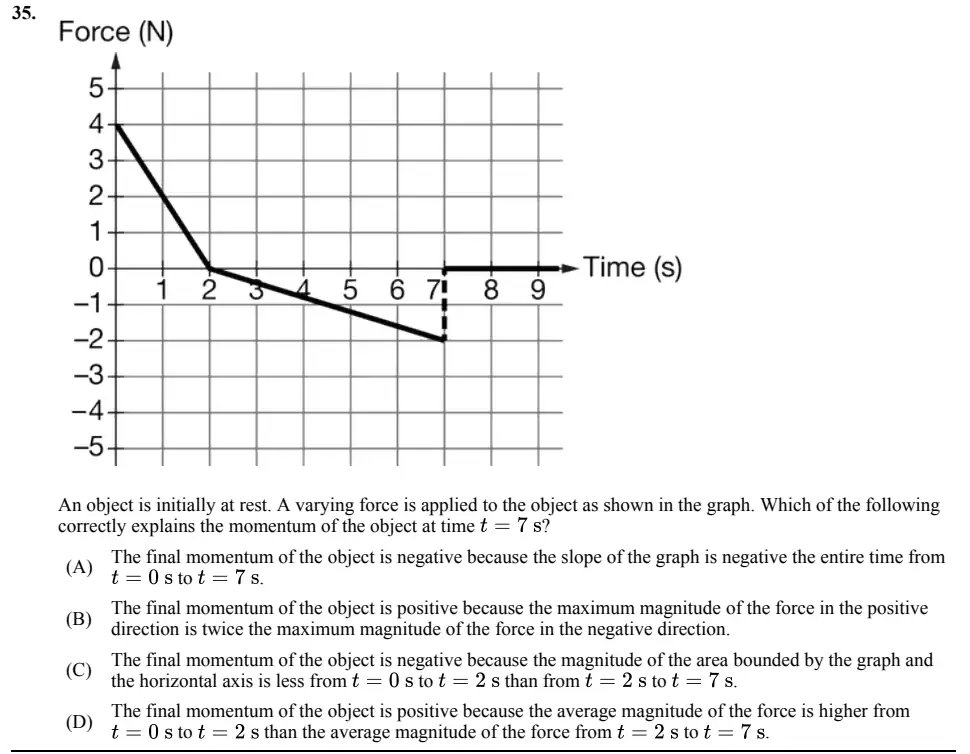 35.
Force (N)
5
4
3
2
1
0
Time (s)
1 2 3 4 5 6 7 8 9
−1
−2
−3
−4
−5
An object is initially at rest. A varying force is applied to the object as shown in the graph. Which of the following
correctly explains the momentum of the object at time t = 7 s?
(A) The final momentum of the object is negative because the slope of the graph is negative the entire time from
t = 0 s to t = 7 s.
(B) The final momentum of the object is positive because the maximum magnitude of the force in the positive
direction is twice the maximum magnitude of the force in the negative direction.
(C) The final momentum of the object is negative because the magnitude of the area bounded by the graph and
the horizontal axis is less from t = 0 s to t = 2 s than from t = 2 s to t = 7 s.
(D) The final momentum of the object is positive because the average magnitude of the force is higher from
t = 0 s to t = 2 s than the average magnitude of the force from t = 2 s to t = 7 s.